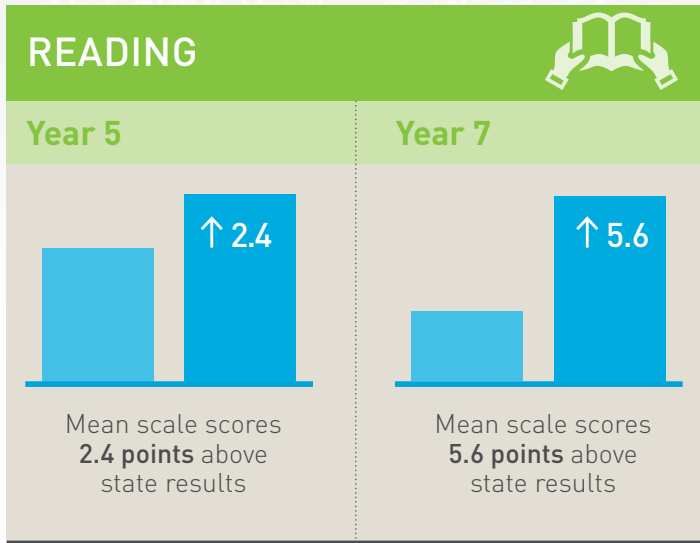 READING
Year 5
↑ 2.4
Mean scale scores
2.4 points above
state results
Year 7
↑ 5.6
Mean scale scores
5.6 points above
state results